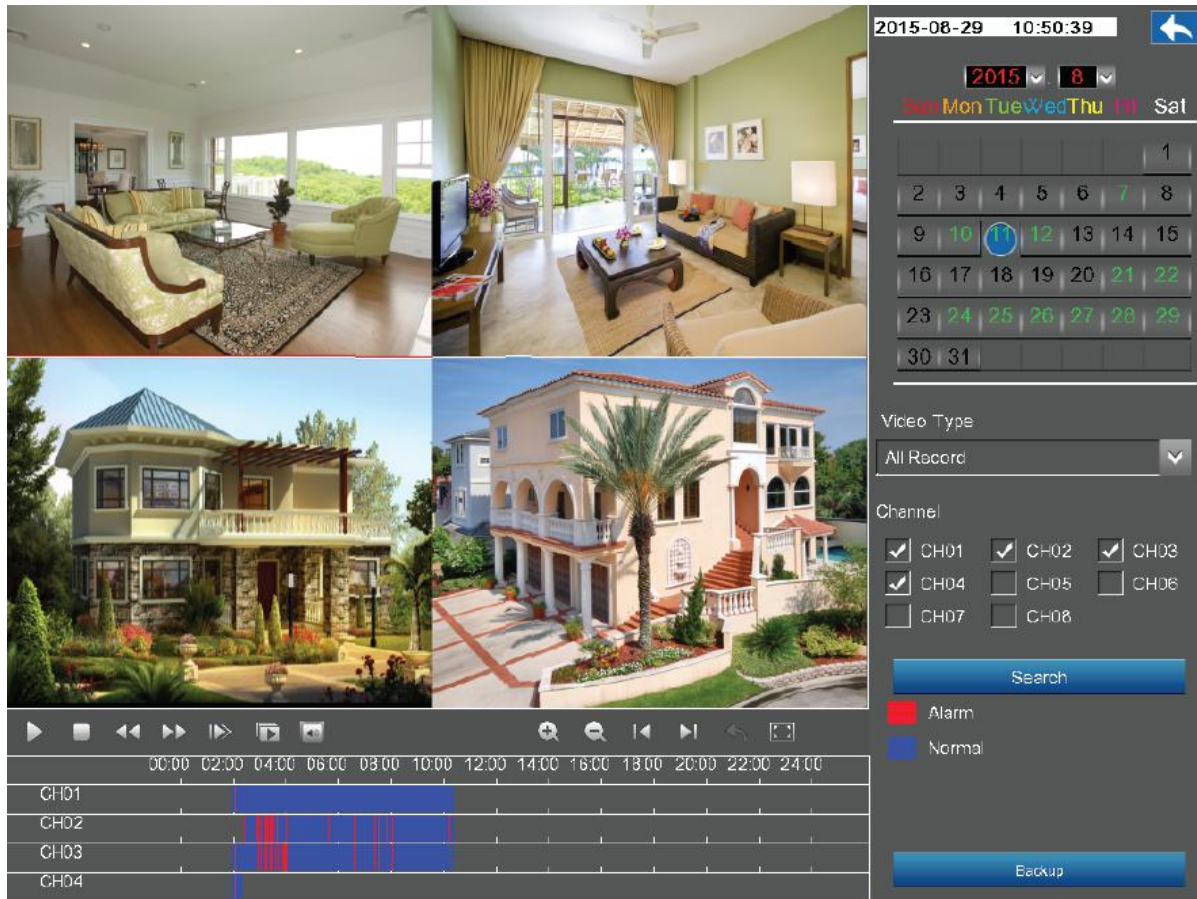 2015-08-29 10:50:39
2015 8
Sun Mon Tue Wed Thu Fri Sat
1
2 3 4 5 6 7 8
9 10 11 12 13 14 15
16 17 18 19 20 21 22
23 24 25 26 27 28 29
30 31
Video Type
All Record
Channel
CH01 CH02 CH03
CH04 CH05 CH06
CH07 CH08
Search
Alarm
Normal
Backup
00:00 02:00 04:00 06:00 08:00 10:00 12:00 14:00 16:00 18:00 20:00 22:00 24:00
CH01
CH02
CH03
CH04